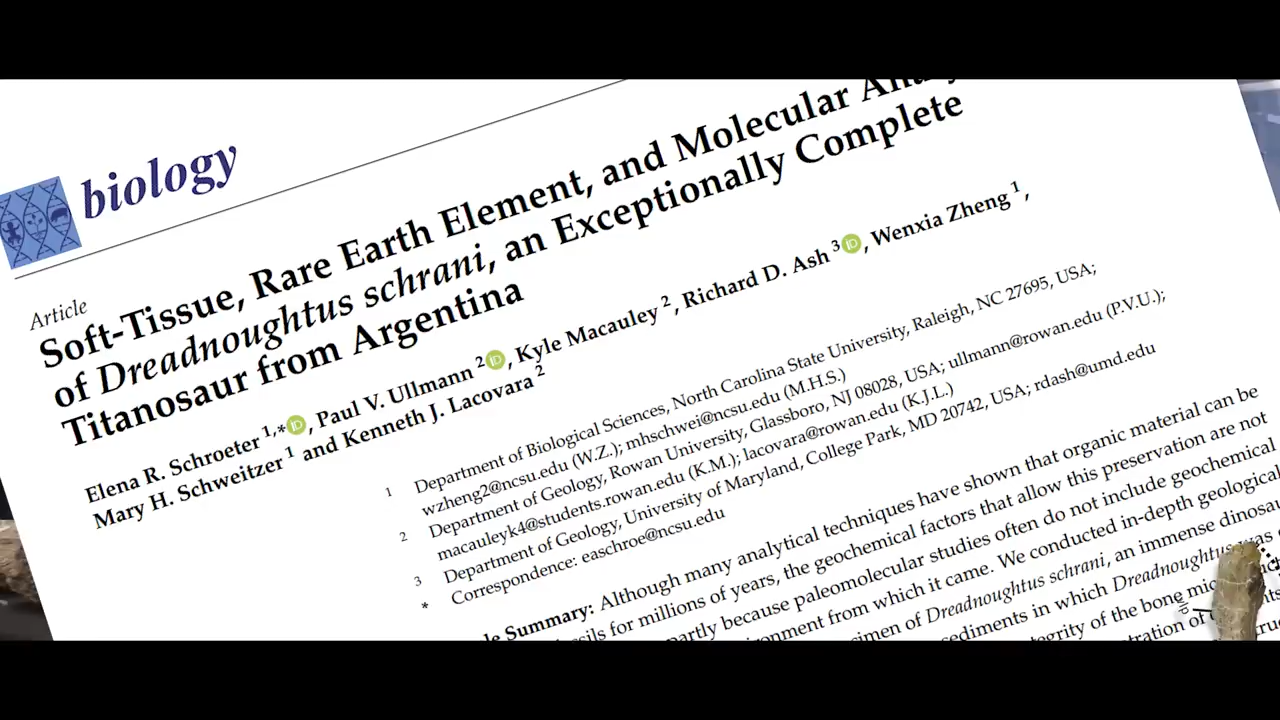 biology
Article
Soft-Tissue, Rare Earth Element, and Molecular
of Dreadnoughtus schrani, an Exceptionally Complete
Titanosaur from Argentina
Elena R. Schroeter 1,*, Paul V. Ullmann 2, Kyle Macauley 2, Richard D. Ash 3, Wenxia Zheng 1,
Mary H. Schweitzer 1 and Kenneth J. Lacovara 2
1 Department of Biological Sciences, North Carolina State University, Raleigh, NC 27695, USA;
wzheng2@ncsu.edu (W.Z.); mhschwei@ncsu.edu (M.H.S.)
2 Department of Geology, Rowan University, Glassboro, NJ 08028, USA; ullmann@rowan.edu (P.V.U.);
macauleyk4@students.rowan.edu (K.M.); lacovara@rowan.edu (K.J.L.)
3 Department of Geology, University of Maryland, College Park, MD 20742, USA; rdash@umd.edu
* Correspondence: easchroe@ncsu.edu
Summary: Although many analytical techniques have shown that organic material can be
for millions of years, the geochemical factors that allow this preservation are not
partly because paleomolecular studies often do not include geochemical
from which it came. We conducted in-depth geological
of Dreadnoughtus schrani, an immense
in which Dreadnoughtus was
of the bone